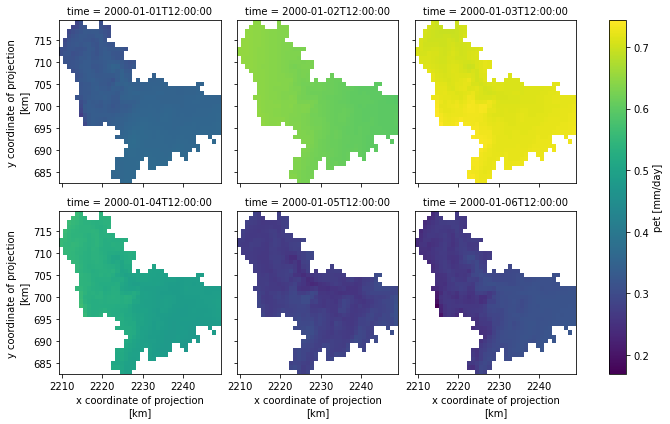 time = 2000-01-01T12:00:00
time = 2000-01-02T12:00:00
time = 2000-01-03T12:00:00
715
710
705
700
695
690
685
y coordinate of projection
[km]
0.7
0.6
0.5
0.4
0.3
0.2
pet [mm/day]
time = 2000-01-04T12:00:00
time = 2000-01-05T12:00:00
time = 2000-01-06T12:00:00
715
710
705
700
695
690
685
y coordinate of projection
[km]
2210 2220 2230 2240
2210 2220 2230 2240
2210 2220 2230 2240
x coordinate of projection
[km]
x coordinate of projection
[km]
x coordinate of projection
[km]